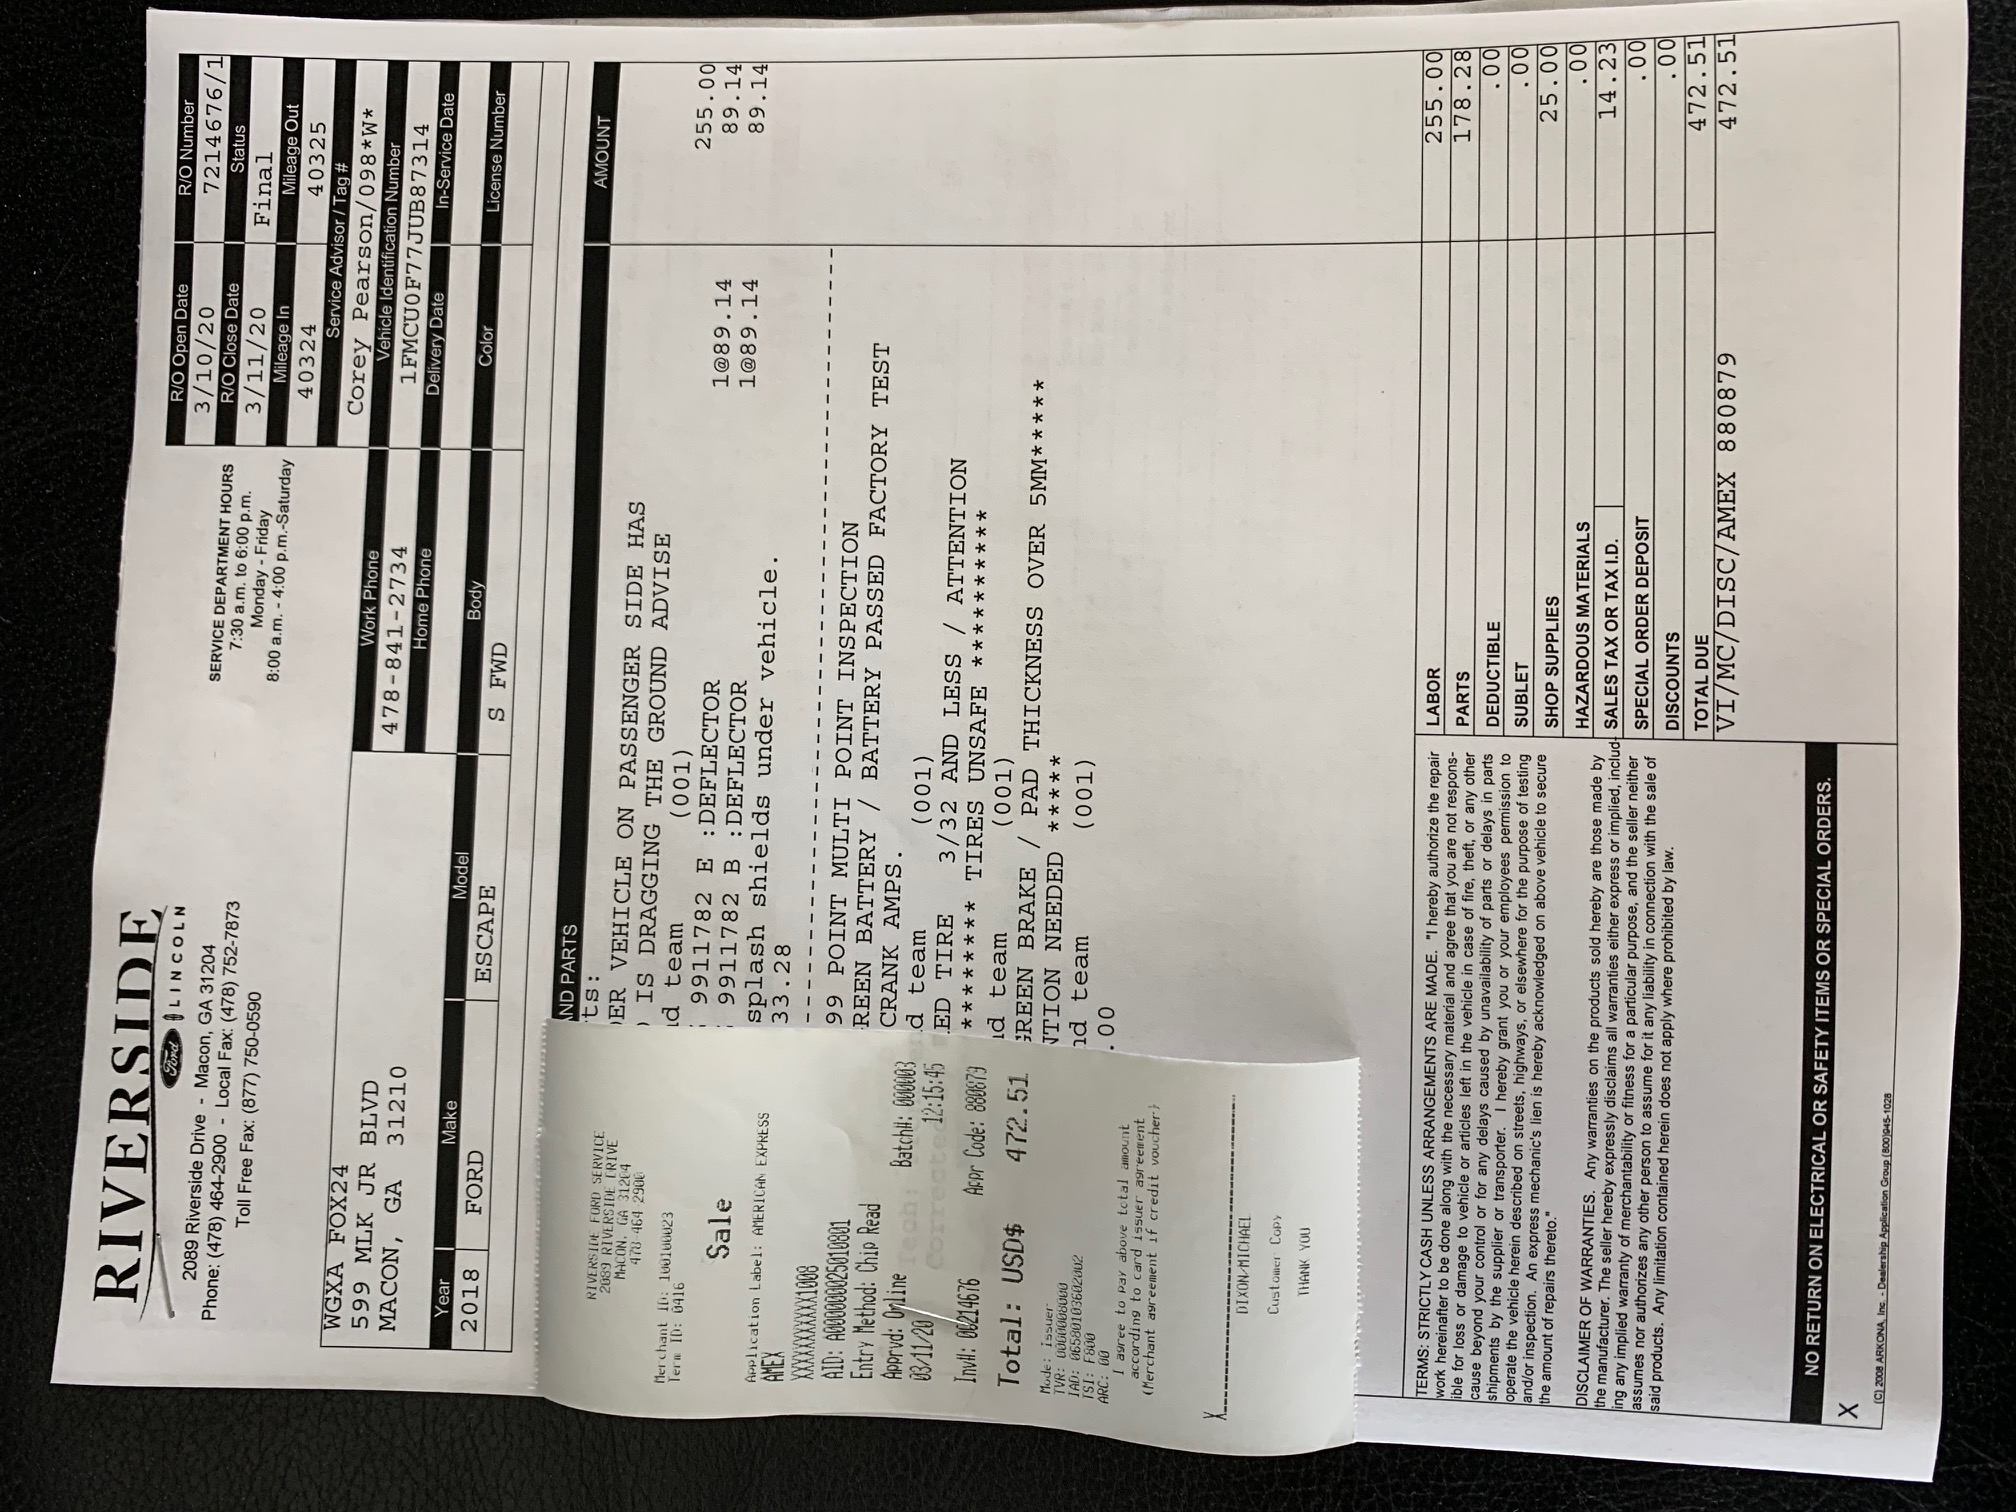 RIVERSIDE
Ford LINCOLN
2089 Riverside Drive - Macon, GA 31204
Phone: (478) 464-2900 - Local Fax: (478) 752-7873
Toll Free Fax: (877) 750-0590
SERVICE DEPARTMENT HOURS
7:30 a.m. to 6:00 p.m.
Monday - Friday
8:00 a.m. - 4:00 p.m.-Saturday
R/O Open Date R/O Number
3/10/20 7214676/1
R/O Close Date Status
3/11/20 Final
Mileage In Mileage Out
40324 40325
Service Advisor / Tag #
Corey Pearson/098*W*
WGXA FOX24
599 MLK JR BLVD
MACON, GA 31210
Work Phone
478-841-2734
Home Phone
Vehicle Identification Number
1FMCU0F77JUB87314
Delivery Date In-Service Date
Year Make Model Body Color License Number
2018 FORD ESCAPE S FWD
ND PARTS AMOUNT
ts:
ER VEHICLE ON PASSENGER SIDE HAS
IS DRAGGING THE GROUND ADVISE
d team (001) 255.00
9911782 E :DEFLECTOR 1@89.14 89.14
9911782 B :DEFLECTOR 1@89.14 89.14
splash shields under vehicle.
33.28
99 POINT MULTI POINT INSPECTION
REEN BATTERY / BATTERY PASSED FACTORY TEST
CRANK AMPS.
d team (001)
ED TIRE 3/32 AND LESS / ATTENTION
******* TIRES UNSAFE *********
d team (001)
GREEN BRAKE / PAD THICKNESS OVER 5MM*****
NTION NEEDED *****
nd team (001)
.00
RIVERSIDE FORD SERVICE
2089 RIVERSIDE DRIVE
MACON, GA 31204
478-464-2900
Merchant ID: 100100023
Term ID: 0416
Sale
Application Label: AMERICAN EXPRESS
AMEX
XXXXXXXXXXX1008
AID: A000000025010801
Entry Method: Chip Read
Apprvd: Online Batch#: 000003
03/11/20 12:15:45
Inv#: 06214676 Appr Code: 880879
Total: USD$ 472.51
Mode: Issuer
TVR: 0000008000
IAD: 06580103602002
TSI: F800
ARC: 00
I agree to pay above total amount
according to card issuer agreement
(Merchant agreement if credit voucher)
X
DIXON/MICHAEL
Customer Copy
THANK YOU
TERMS: STRICTLY CASH UNLESS ARRANGEMENTS ARE MADE. "I hereby authorize the repair
work hereinafter to be done along with the necessary material and agree that you are not respons-
ible for loss or damage to vehicle or articles left in the vehicle in case of fire, theft, or any other
cause beyond your control or for any delays caused by unavailability of parts or delays in parts
shipments by the supplier or transporter. I hereby grant you or your employees permission to
operate the vehicle herein described on streets, highways, or elsewhere for the purpose of testing
and/or inspection. An express mechanic's lien is hereby acknowledged on above vehicle to secure
the amount of repairs thereto."
DISCLAIMER OF WARRANTIES. Any warranties on the products sold hereby are those made by
the manufacturer. The seller hereby expressly disclaims all warranties either express or implied, includ-
ing any implied warranty of merchantability or fitness for a particular purpose, and the seller neither
assumes nor authorizes any other person to assume for it any liability in connection with the sale of
said products. Any limitation contained herein does not apply where prohibited by law.
NO RETURN ON ELECTRICAL OR SAFETY ITEMS OR SPECIAL ORDERS.
X
(C) 2008 ARKONA, Inc. - Dealership Application Group (800)945-1028
LABOR 255.00
PARTS 178.28
DEDUCTIBLE .00
SUBLET .00
SHOP SUPPLIES 25.00
HAZARDOUS MATERIALS .00
SALES TAX OR TAX I.D. 14.23
SPECIAL ORDER DEPOSIT .00
DISCOUNTS .00
TOTAL DUE 472.51
VI/MC/DISC/AMEX 880879 472.51